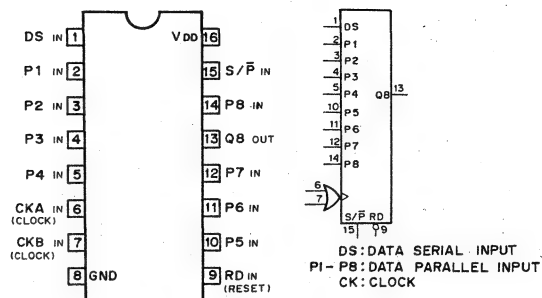 DS IN 1
P1 IN 2
P2 IN 3
P3 IN 4
P4 IN 5
CKA IN 6
(CLOCK)
CKB IN 7
(CLOCK)
8 GND
VDD 16
15 S/P̅ IN
14 P8 IN
13 Q8 OUT
12 P7 IN
11 P6 IN
10 P5 IN
9 RD IN
(RESET)
1 DS
2 P1
3 P2
4 P3
5 P4
Q8 13
10 P5
11 P6
12 P7
14 P8
6
7
S/P̅ RD
15 9
DS:DATA SERIAL INPUT
P1-P8:DATA PARALLEL INPUT
CK:CLOCK